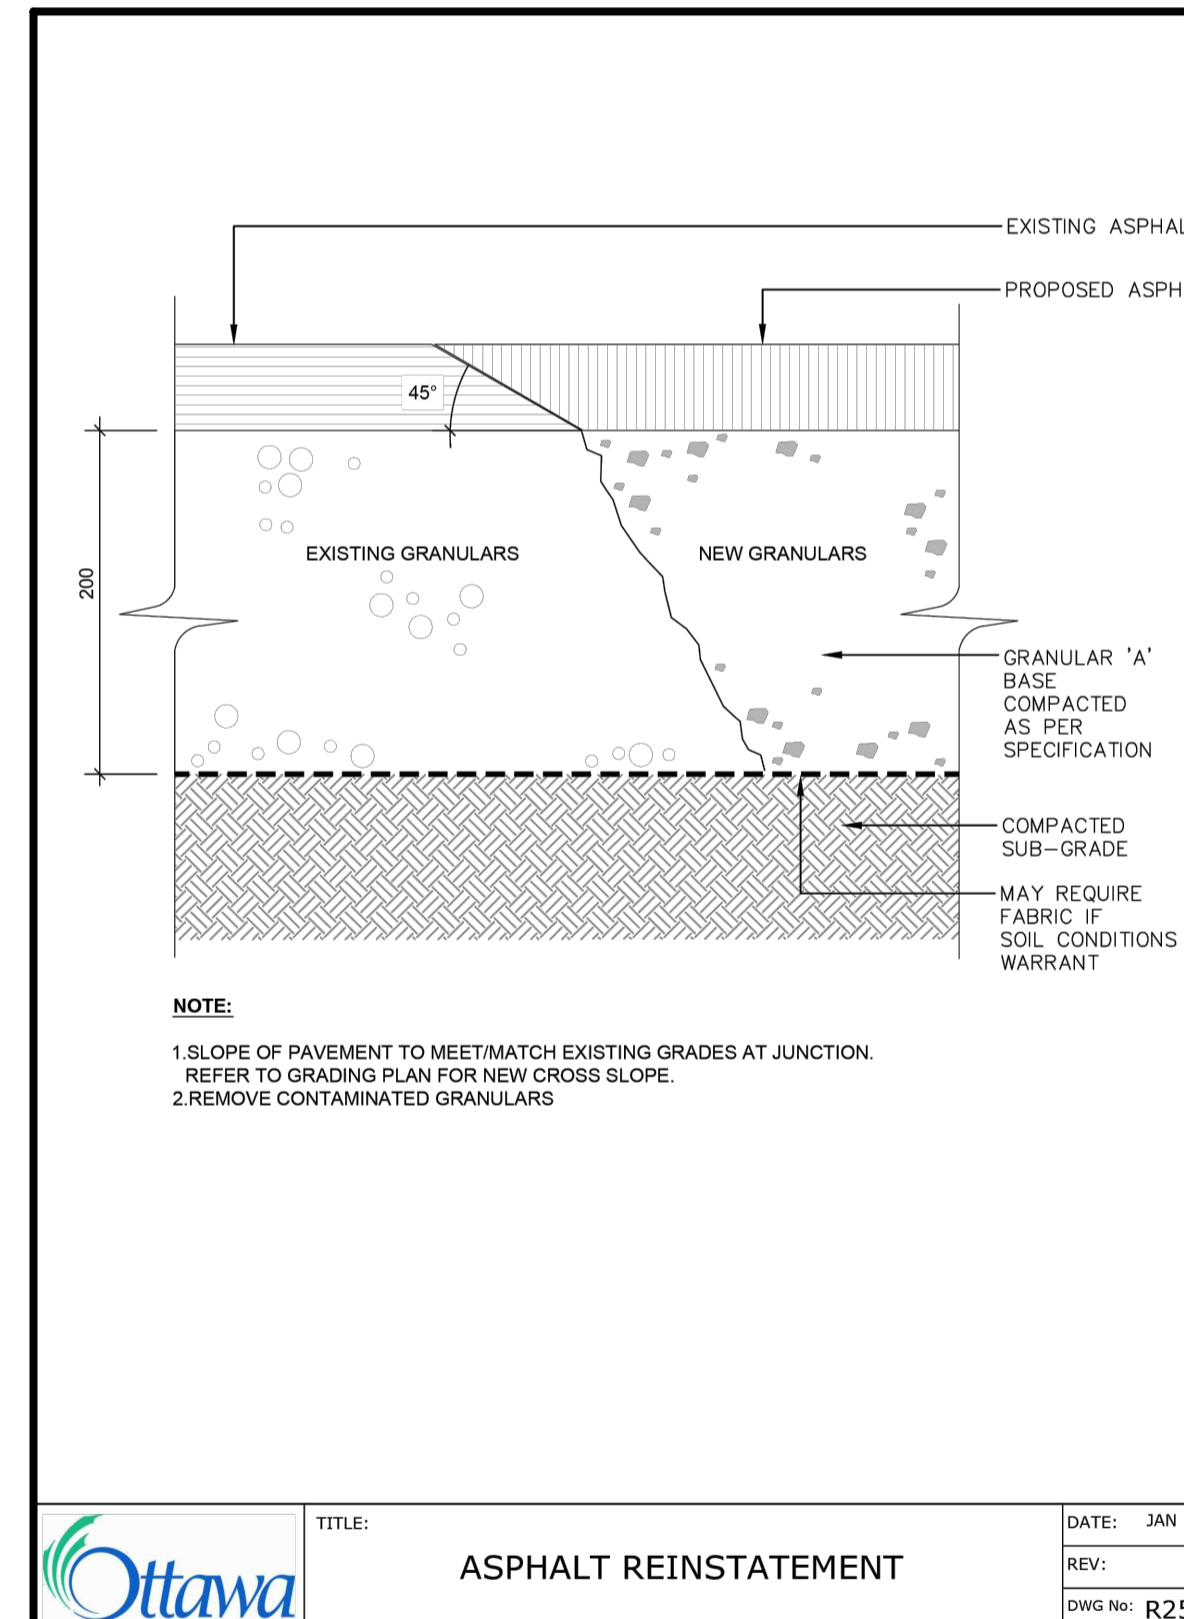 EXISTING ASPHAL
PROPOSED ASPH
45°
200
EXISTING GRANULARS
NEW GRANULARS
GRANULAR 'A'
BASE
COMPACTED
AS PER
SPECIFICATION
COMPACTED
SUB-GRADE
MAY REQUIRE
FABRIC IF
SOIL CONDITIONS
WARRANT
NOTE:
1.SLOPE OF PAVEMENT TO MEET/MATCH EXISTING GRADES AT JUNCTION.
REFER TO GRADING PLAN FOR NEW CROSS SLOPE.
2.REMOVE CONTAMINATED GRANULARS
Ottawa
TITLE:
ASPHALT REINSTATEMENT
DATE: JAN
REV:
DWG No: R25